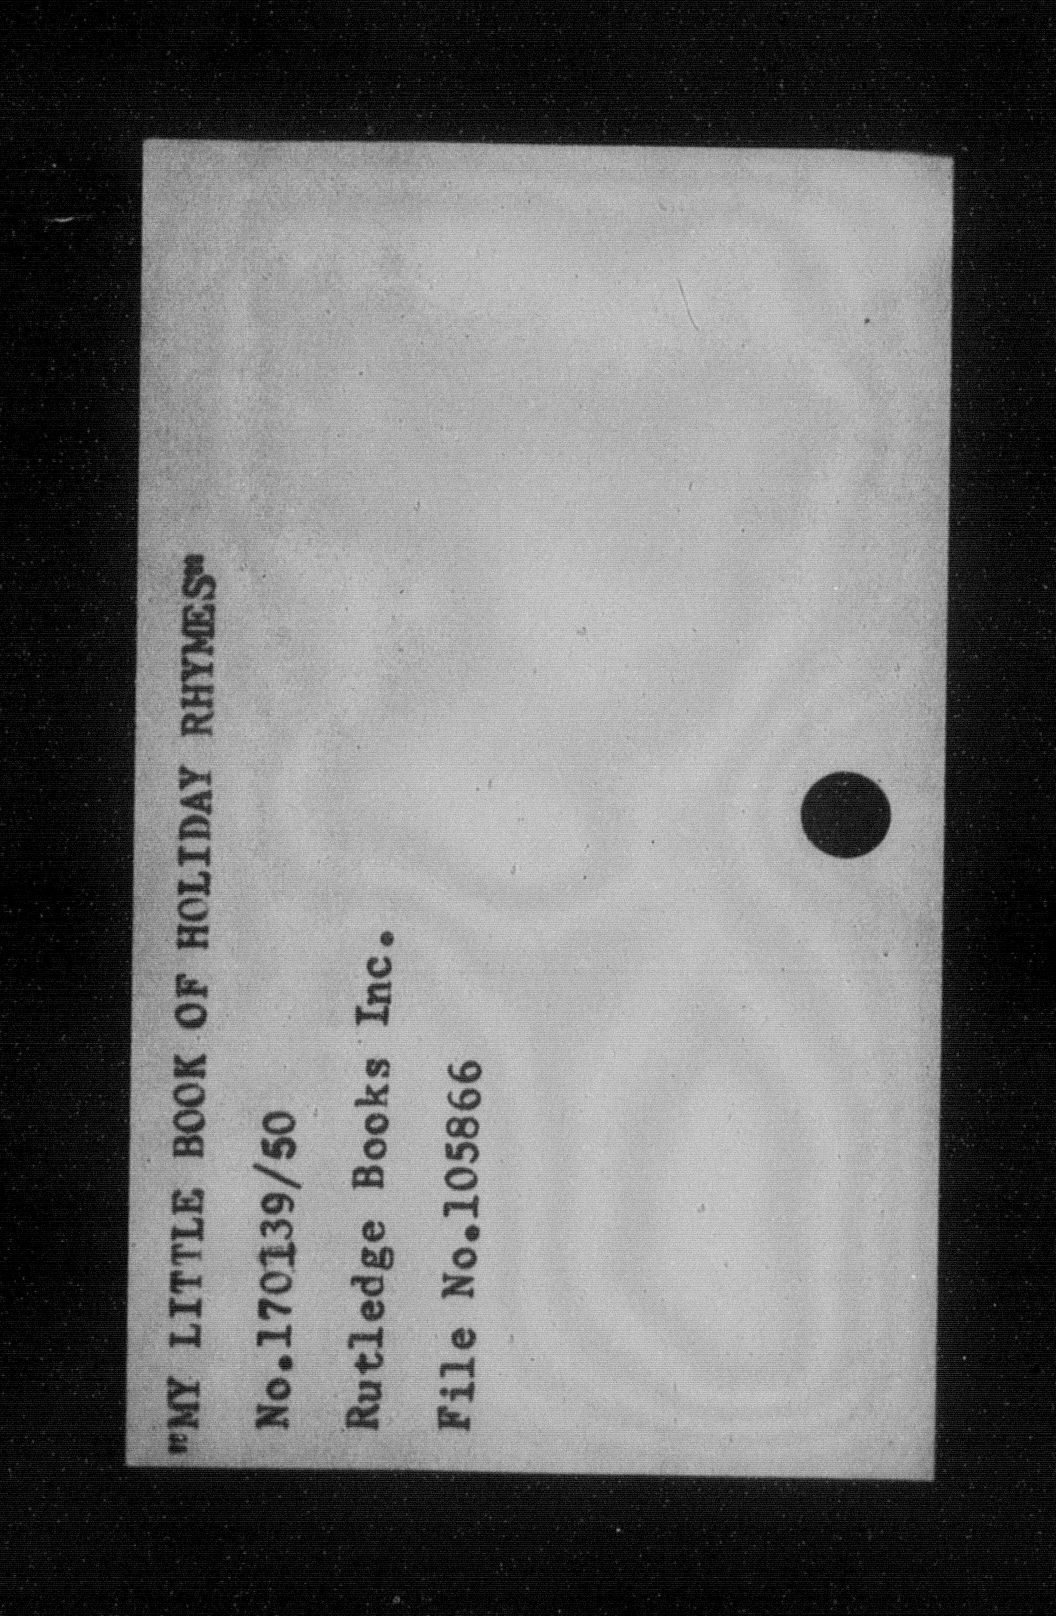 "MY LITTLE BOOK OF HOLIDAY RHYMES"
No.170139/50
Rutledge Books Inc.
File No.105866